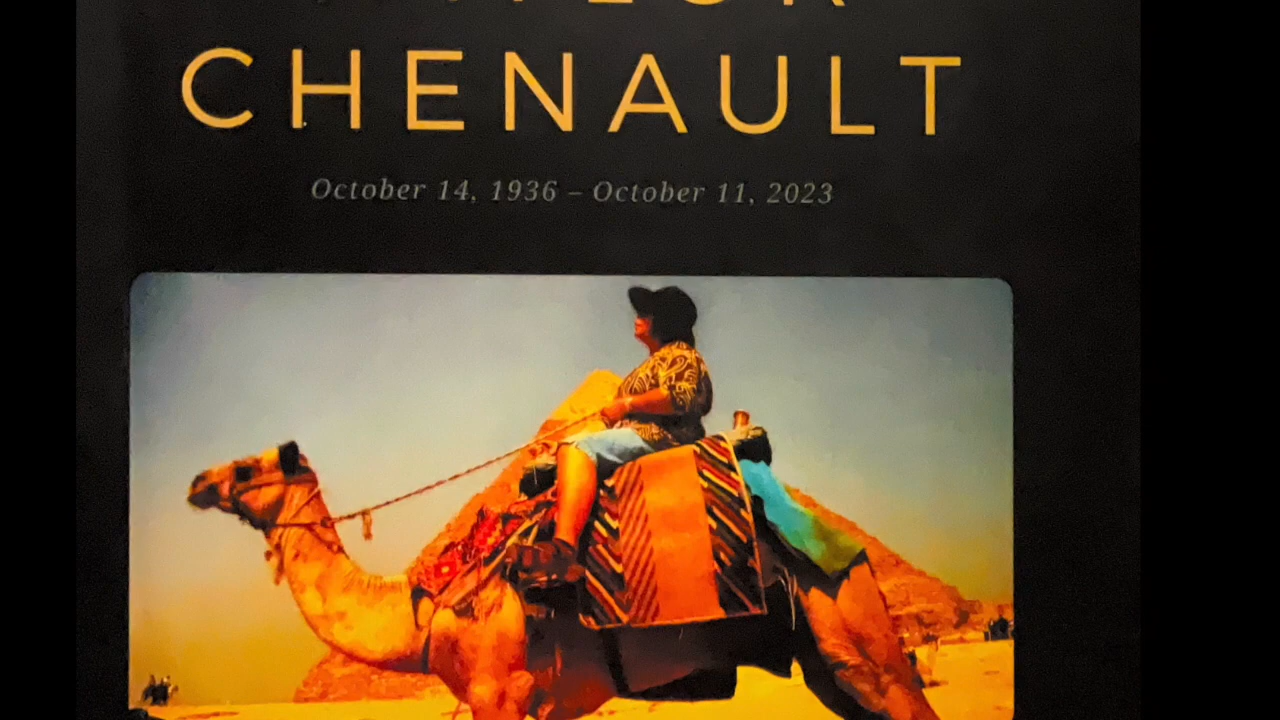 CHENAULT
October 14, 1936 – October 11, 2023